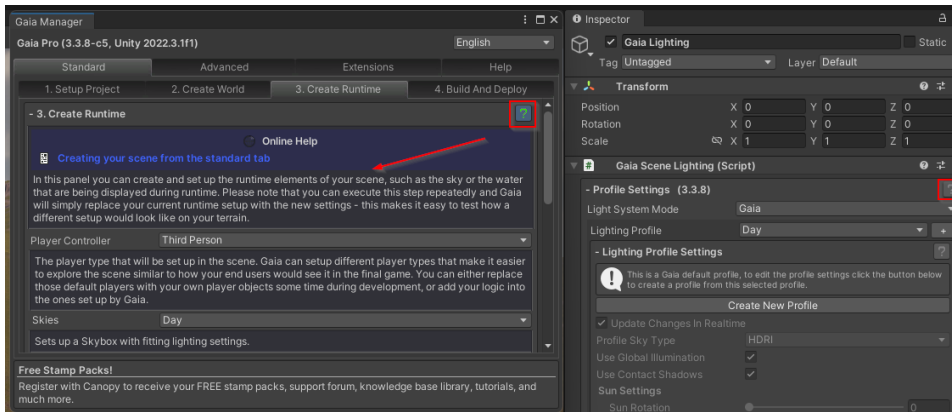 Gaia Manager
Gaia Pro (3.3.8-c5, Unity 2022.3.1f1)
English
Standard
Advanced
Extensions
Help
1. Setup Project
2. Create World
3. Create Runtime
4. Build And Deploy
- 3. Create Runtime
?
Online Help
Creating your scene from the standard tab
In this panel you can create and set up the runtime elements of your scene, such as the sky or the water
that are being displayed during runtime. Please note that you can execute this step repeatedly and Gaia
will simply replace your current runtime setup with the new settings - this makes it easy to test how a
different setup would look like on your terrain.
Player Controller
Third Person
The player type that will be set up in the scene. Gaia can setup different player types that make it easier
to explore the scene similar to how your end users would see it in the final game. You can either replace
those default players with your own player objects some time during development, or add your logic into
the ones set up by Gaia.
Skies
Day
Sets up a Skybox with fitting lighting settings.
Free Stamp Packs!
Register with Canopy to receive your FREE stamp packs, support forum, knowledge base library, tutorials, and
much more.
Inspector
Gaia Lighting
Static
Tag Untagged
Layer Default
Transform
Position X 0 Y 0 Z 0
Rotation X 0 Y 0 Z 0
Scale X 1 Y 1 Z 1
# Gaia Scene Lighting (Script)
- Profile Settings (3.3.8)
?
Light System Mode
Gaia
Lighting Profile
Day
+
- Lighting Profile Settings
?
This is a Gaia default profile, to edit the profile settings click the button below
to create a profile from this selected profile.
Create New Profile
Update Changes In Realtime
Profile Sky Type
HDRI
Use Global Illumination
Use Contact Shadows
Sun Settings
Sun Rotation
0